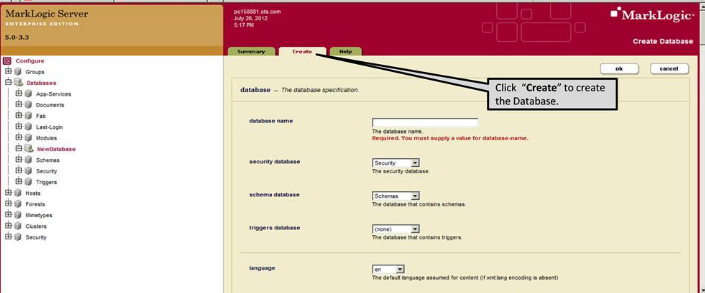 MarkLogic Server
ENTERPRISE EDITION
5.0-3.3
pc150881.cts.com
July 26, 2012
5:17 PM
MarkLogic
Create Database
Summary
Create
Help
Configure
Groups
Databases
App-Services
Documents
Fab
Last-Login
Modules
NewDatabase
Schemas
Security
Triggers
Hosts
Forests
Mimetypes
Clusters
Security
ok
cancel
Click “Create” to create
the Database.
database — The database specification.
database name
The database name.
Required. You must supply a value for database-name.
security database
Security
The security database.
schema database
Schemas
The database that contains schemas.
triggers database
(none)
The database that contains triggers.
language
en
The default language assumed for content (if xml:lang encoding is absent)